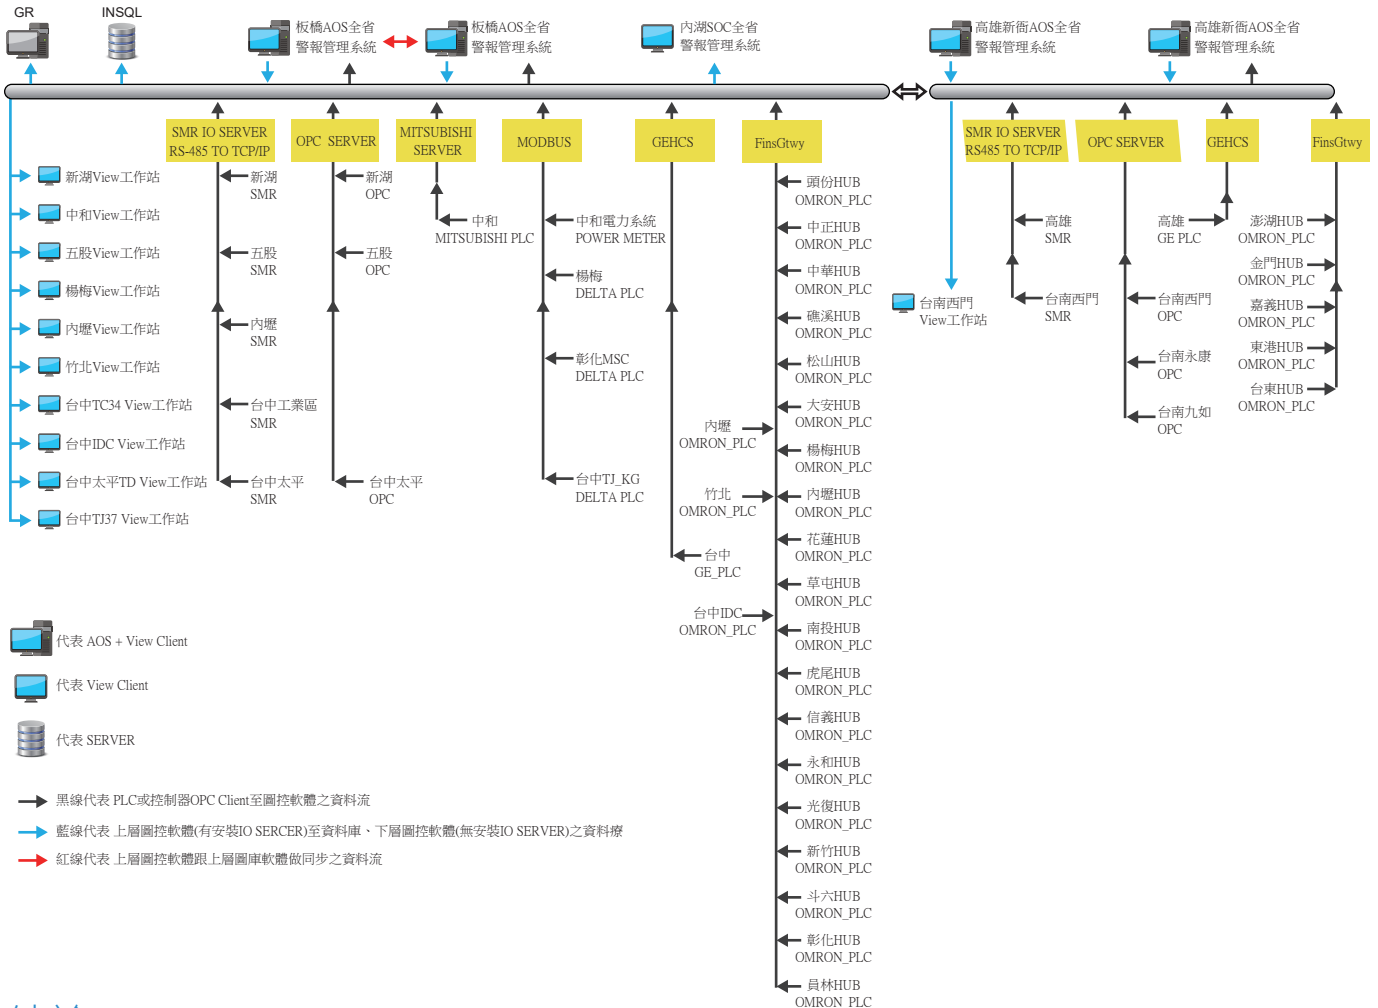 GR
INSQL
板橋AOS全省
警報管理系統
板橋AOS全省
警報管理系統
內湖SOC全省
警報管理系統
高雄新衙AOS全省
警報管理系統
高雄新衙AOS全省
警報管理系統
SMR IO SERVER
RS-485 TO TCP/IP
OPC SERVER
MITSUBISHI
SERVER
MODBUS
GEHCS
FinsGtwy
SMR IO SERVER
RS485 TO TCP/IP
OPC SERVER
GEHCS
FinsGtwy
新湖View工作站
中和View工作站
五股View工作站
楊梅View工作站
內壢View工作站
竹北View工作站
台中TC34 View工作站
台中IDC View工作站
台中太平TD View工作站
台中TJ37 View工作站
新湖
SMR
五股
SMR
內壢
SMR
台中工業區
SMR
台中太平
SMR
新湖
OPC
五股
OPC
台中太平
OPC
中和
MITSUBISHI PLC
中和電力系統
POWER METER
楊梅
DELTA PLC
彰化MSC
DELTA PLC
台中TJ_KG
DELTA PLC
台中
GE_PLC
內壢
OMRON_PLC
竹北
OMRON_PLC
台中IDC
OMRON_PLC
頭份HUB
OMRON_PLC
中正HUB
OMRON_PLC
中華HUB
OMRON_PLC
礁溪HUB
OMRON_PLC
松山HUB
OMRON_PLC
大安HUB
OMRON_PLC
楊梅HUB
OMRON_PLC
內壢HUB
OMRON_PLC
花蓮HUB
OMRON_PLC
草屯HUB
OMRON_PLC
南投HUB
OMRON_PLC
虎尾HUB
OMRON_PLC
信義HUB
OMRON_PLC
永和HUB
OMRON_PLC
光復HUB
OMRON_PLC
新竹HUB
OMRON_PLC
斗六HUB
OMRON_PLC
彰化HUB
OMRON_PLC
員林HUB
OMRON_PLC
台南西門
View工作站
高雄
SMR
台南西門
SMR
台南西門
OPC
台南永康
OPC
台南九如
OPC
高雄
GE PLC
澎湖HUB
OMRON_PLC
金門HUB
OMRON_PLC
嘉義HUB
OMRON_PLC
東港HUB
OMRON_PLC
台東HUB
OMRON_PLC
代表 AOS + View Client
代表 View Client
代表 SERVER
黑線代表 PLC或控制器OPC Client至圖控軟體之資料流
藍線代表 上層圖控軟體(有安裝IO SERCER)至資料庫、下層圖控軟體(無安裝IO SERVER)之資料療
紅線代表 上層圖控軟體跟上層圖庫軟體做同步之資料流